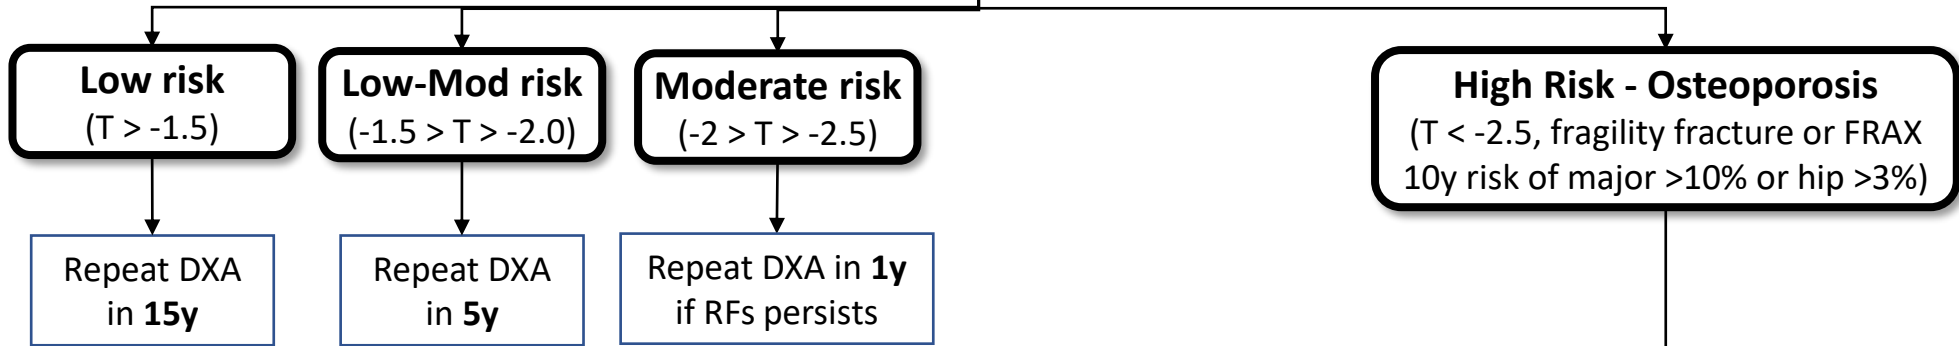 Low risk
(T > -1.5)
Low-Mod risk
(-1.5 > T > -2.0)
Moderate risk
(-2 > T > -2.5)
High Risk - Osteoporosis
(T < -2.5, fragility fracture or FRAX
10y risk of major >10% or hip >3%)
Repeat DXA
in 15y
Repeat DXA
in 5y
Repeat DXA in 1y
if RFs persists